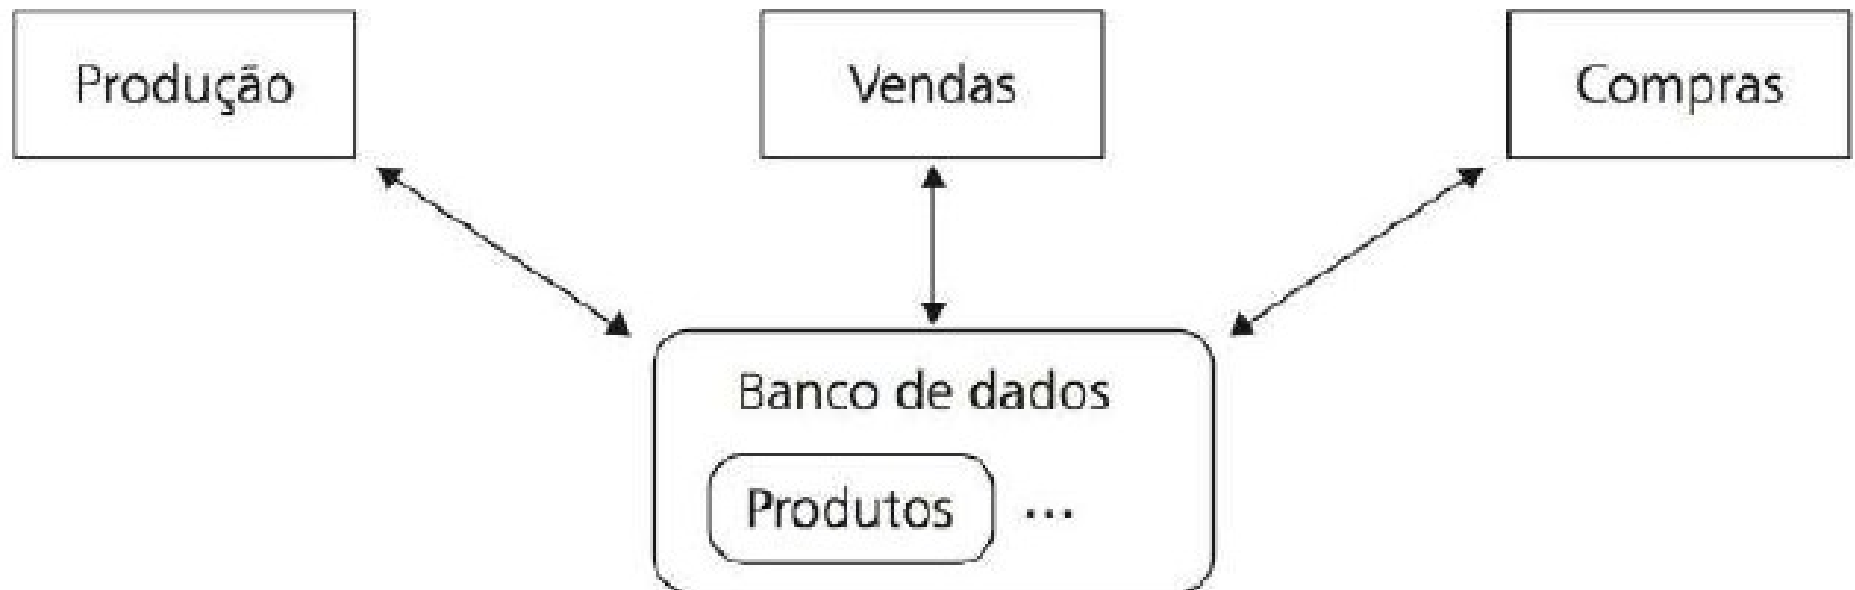 Produção
Vendas
Compras
Banco de dados
Produtos ...